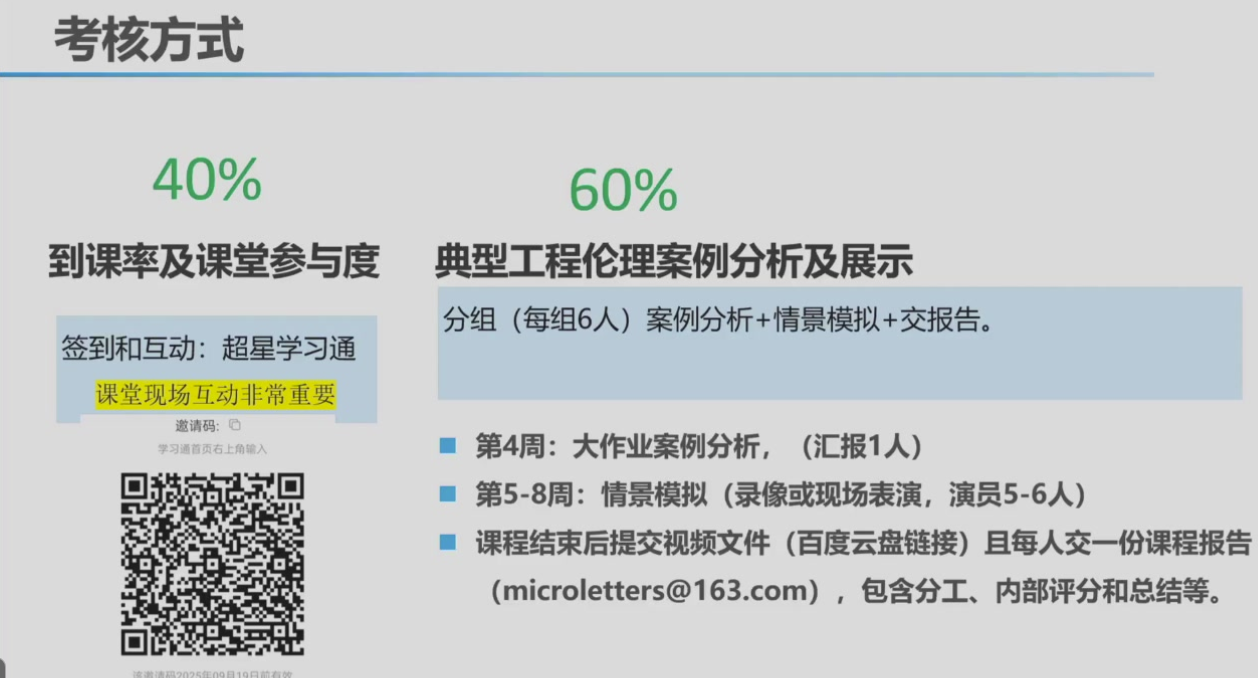 考核方式
40%
到课率及课堂参与度
签到和互动：超星学习通
课堂现场互动非常重要
邀请码：
学习通首页右上角输入
该邀请码2025年09月19日前有效
60%
典型工程伦理案例分析及展示
分组（每组6人）案例分析+情景模拟+交报告。
第4周：大作业案例分析，（汇报1人）
第5-8周：情景模拟（录像或现场表演，演员5-6人）
课程结束后提交视频文件（百度云盘链接）且每人交一份课程报告
（microletters@163.com），包含分工、内部评分和总结等。